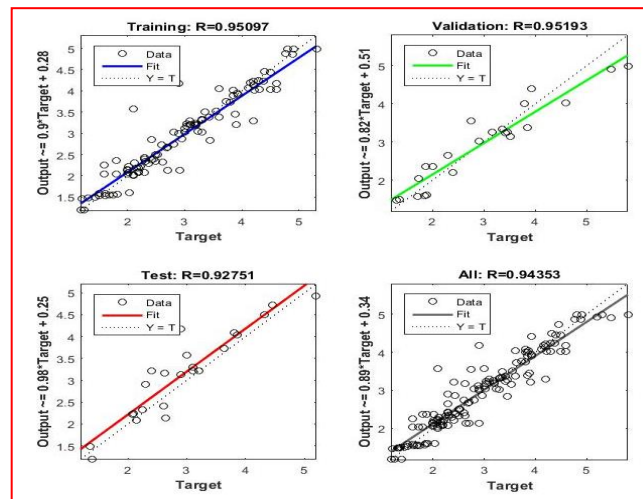 Training: R=0.95097
Output ~= 0.9*Target + 0.28
Data
Fit
Y = T
5
4.5
4
3.5
3
2.5
2
1.5
2 3 4 5
Target
Validation: R=0.95193
Output ~= 0.82*Target + 0.51
Data
Fit
Y = T
5
4
3
2
2 3 4 5
Target
Test: R=0.92751
Output ~= 0.98*Target + 0.25
Data
Fit
Y = T
5
4.5
4
3.5
3
2.5
2
1.5
2 3 4 5
Target
All: R=0.94353
Output ~= 0.89*Target + 0.34
Data
Fit
Y = T
5
4
3
2
2 3 4 5
Target